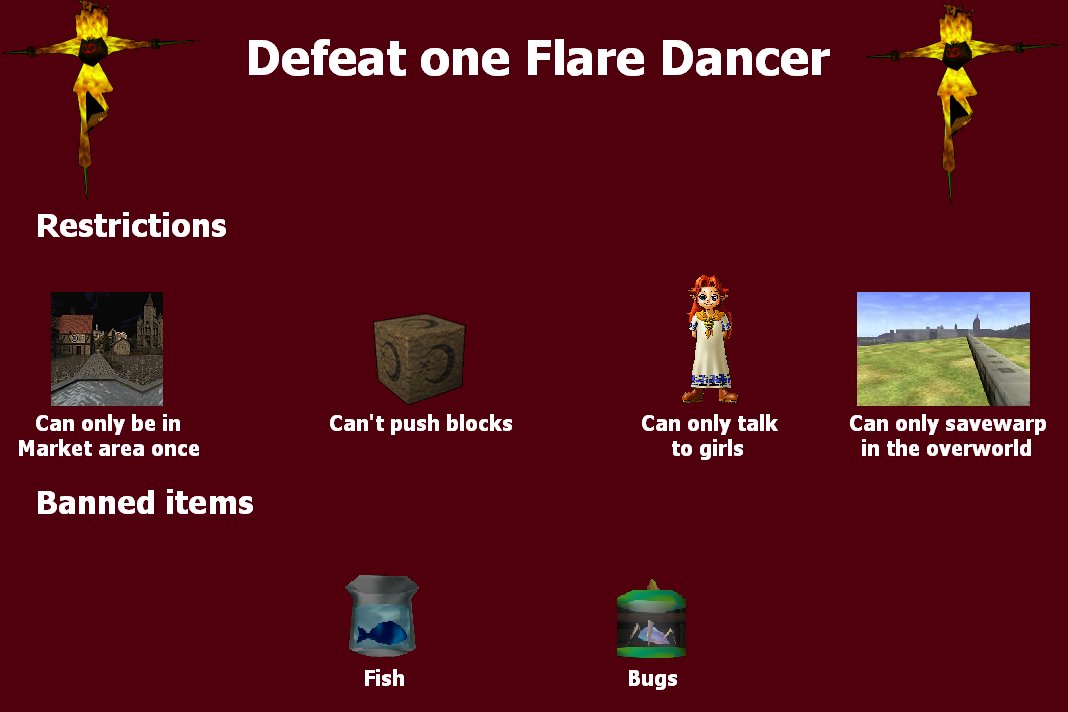 Defeat one Flare Dancer
Restrictions
Can only be in
Market area once
Can't push blocks
Can only talk
to girls
Can only savewarp
in the overworld
Banned items
Fish
Bugs